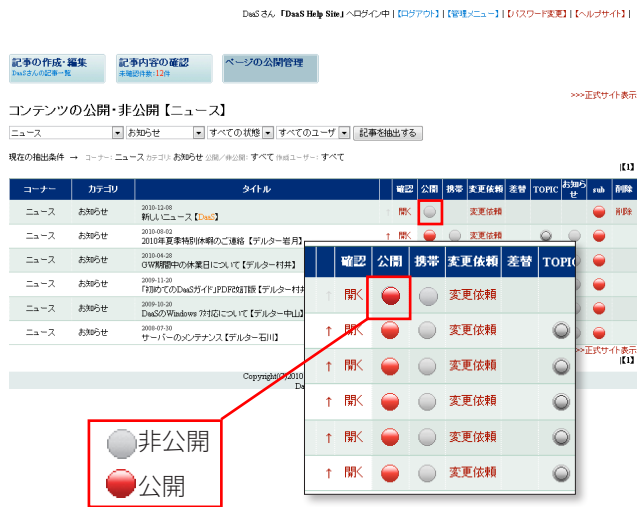 DaaS さん 「DaaS Help Site」 へログイン中 | 【ログアウト】 | 【管理メニュー】 | 【パスワード変更】 | 【ヘルプサイト】 |
記事の作成・編集
DaaSさんの記事一覧
記事内容の確認
未確認件数:12件
ページの公開管理
>>>正式サイト表示
コンテンツの公開・非公開 【ニュース】
ニュース お知らせ すべての状態 すべてのユーザ 記事を抽出する
現在の抽出条件 → コーナー: ニュース カテゴリ: お知らせ 公開/非公開: すべて 作成ユーザー: すべて
|【1】
コーナー カテゴリ タイトル 確認 公開 携帯 変更依頼 差替 TOPIC お知らせ sub 削除
ニュース お知らせ 2010-12-08 新しいニュース【DaaS】 ↑ 開く 変更依頼 削除
ニュース お知らせ 2010-08-02 2010年夏季特別休暇のご連絡 【デルター岩月】 ↑ 開く 変更依頼
ニュース お知らせ 2010-04-28 GW期間中の休業日について【デルター村井】
ニュース お知らせ 2009-11-20 「初めてのDaaSガイド」PDF改訂版【デルター村井
ニュース お知らせ 2009-10-20 DaaSのWindows 7対応について【デルター中山】
ニュース お知らせ 2000-07-30 サーバーのメンテナンス【デルター石川】
>>正式サイト表示
|【1】
Copyright(C)2010
Da
確認 公開 携帯 変更依頼 差替 TOPIC
↑ 開く 変更依頼
↑ 開く 変更依頼
↑ 開く 変更依頼
↑ 開く 変更依頼
↑ 開く 変更依頼
↑ 開く 変更依頼
非公開
公開